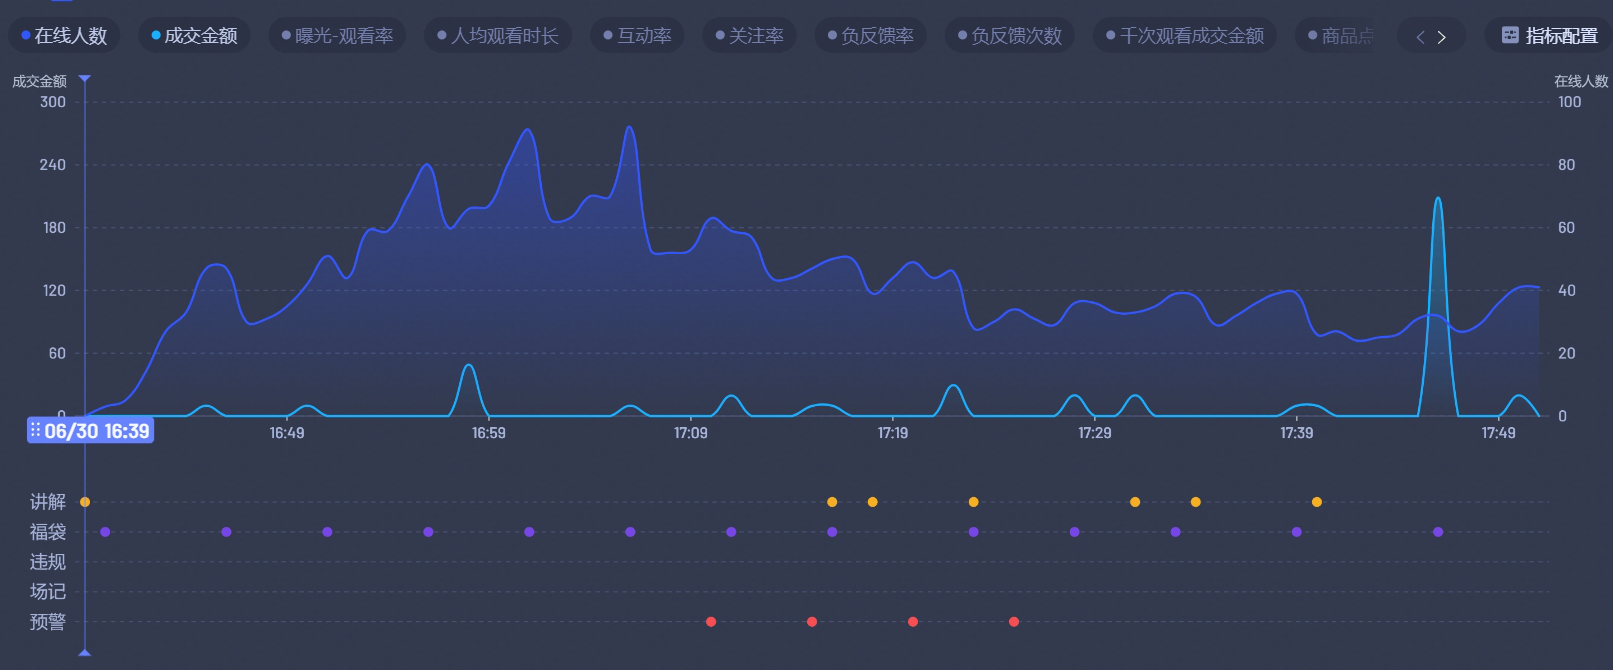 在线人数 成交金额 曝光-观看率 人均观看时长 互动率 关注率 负反馈率 负反馈次数 千次观看成交金额 商品点 指标配置
成交金额 在线人数
300 100
240 80
180 60
120 40
60 20
0 0
06/30 16:39 16:49 16:59 17:09 17:19 17:29 17:39 17:49
讲解
福袋
违规
场记
预警